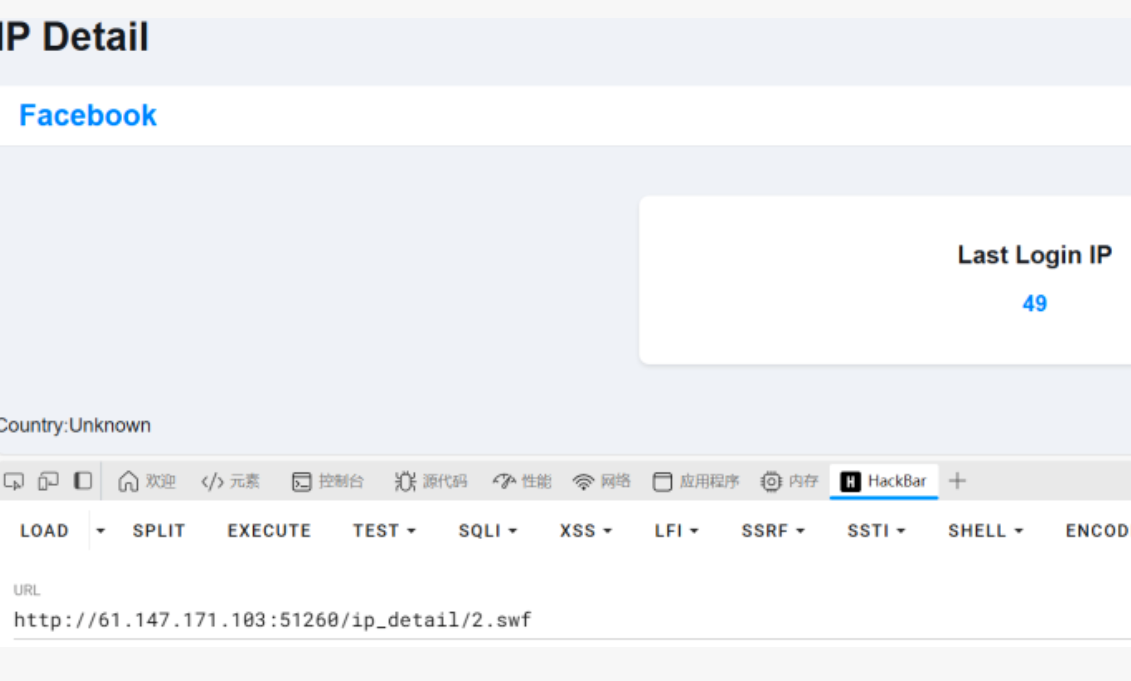 IP Detail
Facebook
Last Login IP
49
Country:Unknown
欢迎 </> 元素 控制台 源代码 性能 网络 应用程序 内存 H HackBar +
LOAD SPLIT EXECUTE TEST SQLI XSS LFI SSRF SSTI SHELL ENCOD
URL
http://61.147.171.103:51260/ip_detail/2.swf